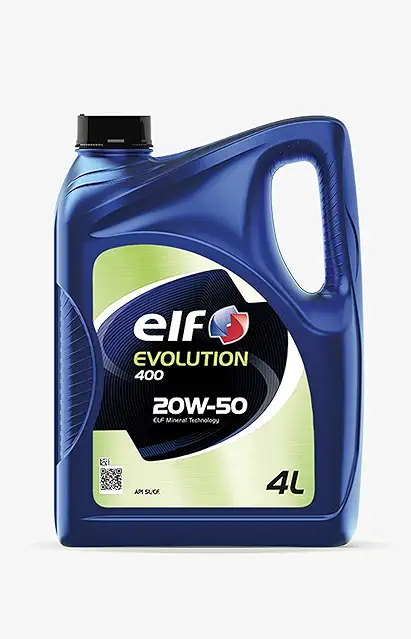 elf
EVOLUTION
400
20W-50
ELF Mineral Technology
API SL/CF.
4L